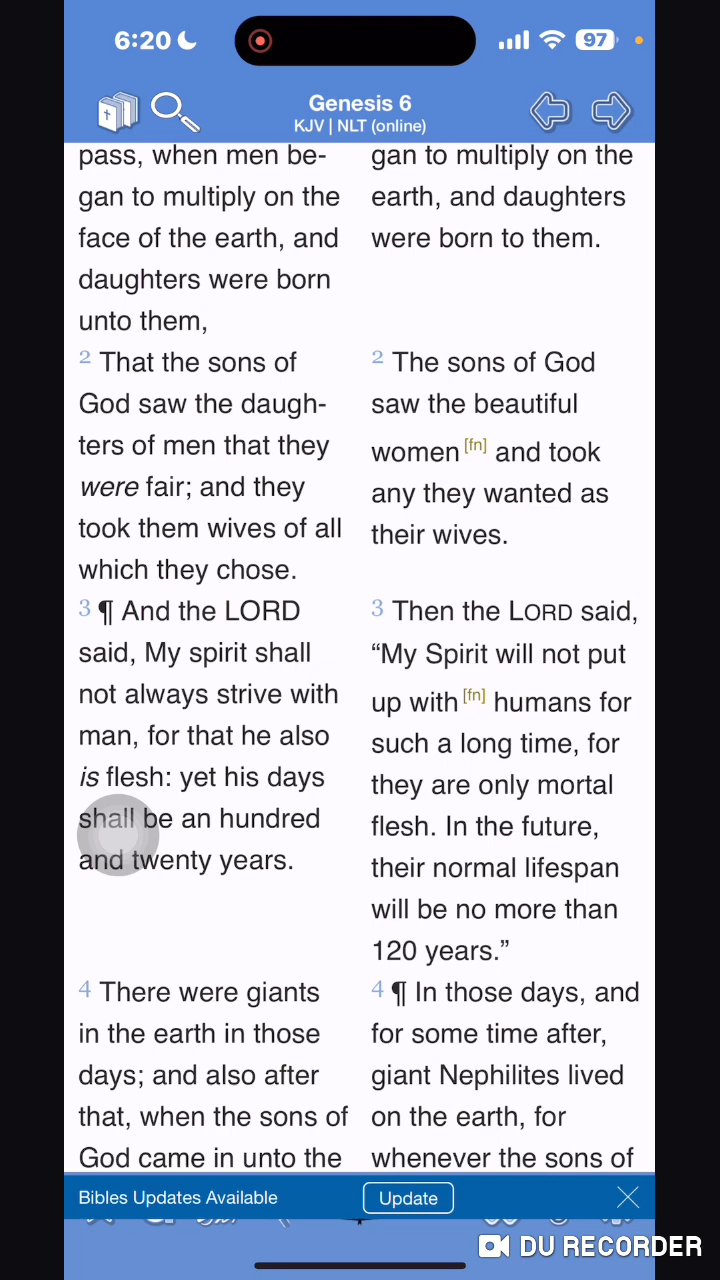 6:20
97
Genesis 6
KJV | NLT (online)
pass, when men be-
gan to multiply on the
face of the earth, and
daughters were born
unto them,
2 That the sons of
God saw the daugh-
ters of men that they
were fair; and they
took them wives of all
which they chose.
3 ¶ And the LORD
said, My spirit shall
not always strive with
man, for that he also
is flesh: yet his days
shall be an hundred
and twenty years.
4 There were giants
in the earth in those
days; and also after
that, when the sons of
God came in unto the
gan to multiply on the
earth, and daughters
were born to them.
2 The sons of God
saw the beautiful
women [fn] and took
any they wanted as
their wives.
3 Then the LORD said,
“My Spirit will not put
up with [fn] humans for
such a long time, for
they are only mortal
flesh. In the future,
their normal lifespan
will be no more than
120 years.”
4 ¶ In those days, and
for some time after,
giant Nephilites lived
on the earth, for
whenever the sons of
Bibles Updates Available
Update
DU RECORDER